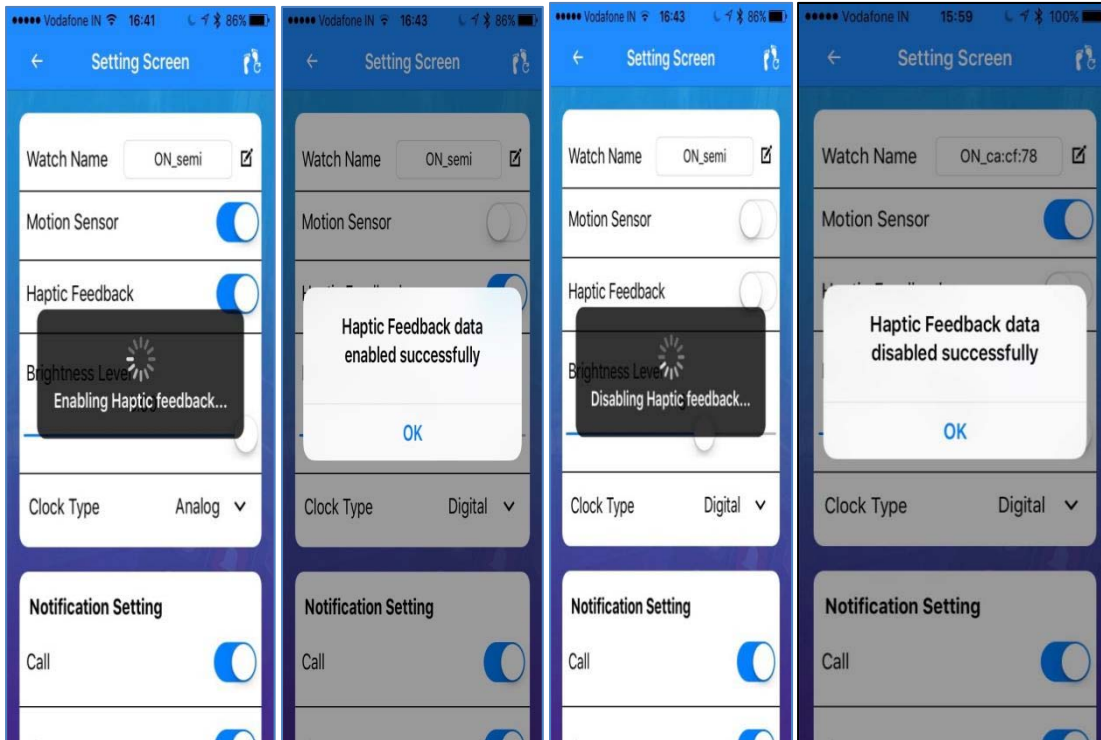 Vodafone IN 16:41 86%
Setting Screen
Watch Name ON_semi
Motion Sensor
Haptic Feedback
Brightness Level
Enabling Haptic feedback...
Clock Type Analog
Notification Setting
Call
Vodafone IN 16:43 86%
Setting Screen
Watch Name ON_semi
Motion Sensor
Haptic Feedback data
enabled successfully
OK
Clock Type Digital
Notification Setting
Call
Vodafone IN 16:43 86%
Setting Screen
Watch Name ON_semi
Motion Sensor
Haptic Feedback
Brightness Level
Disabling Haptic feedback...
Clock Type Digital
Notification Setting
Call
Vodafone IN 15:59 100%
Setting Screen
Watch Name ON_ca:cf:78
Motion Sensor
Haptic Feedback data
disabled successfully
OK
Clock Type Digital
Notification Setting
Call